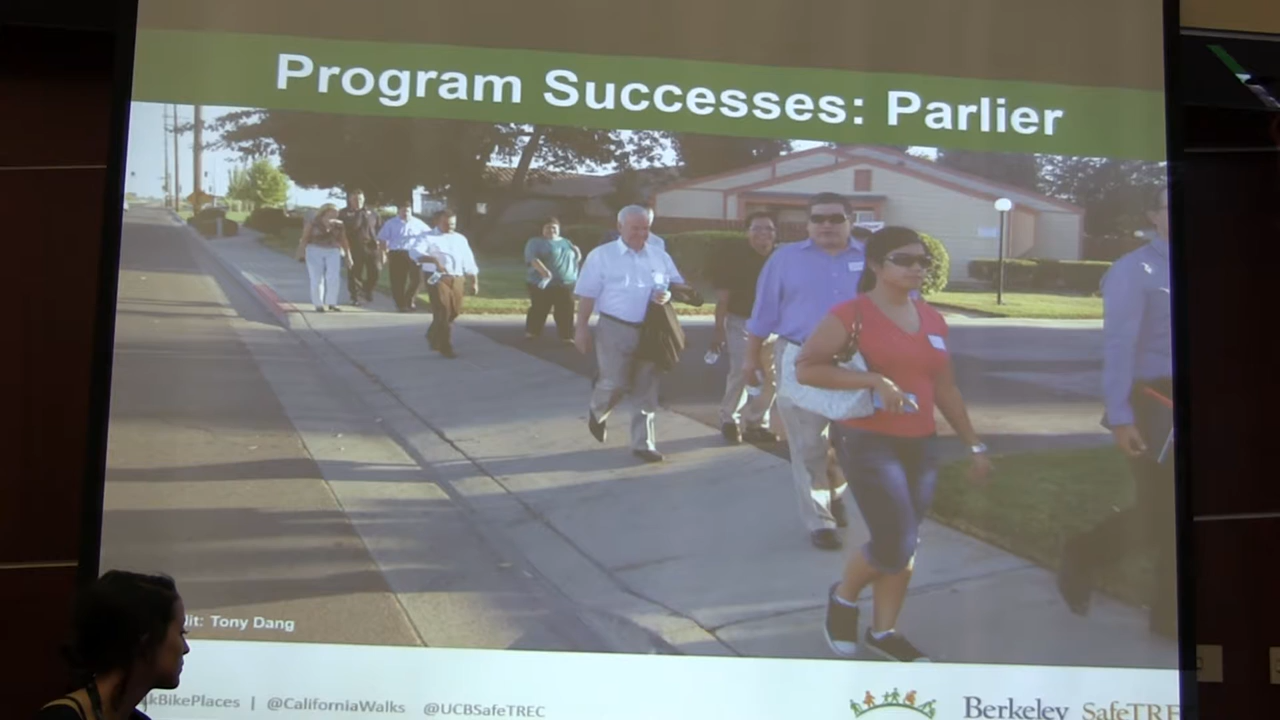 Program Successes: Parlier
Tony Dang
| @CaliforniaWalks @UCBSafeTREC
Berkeley